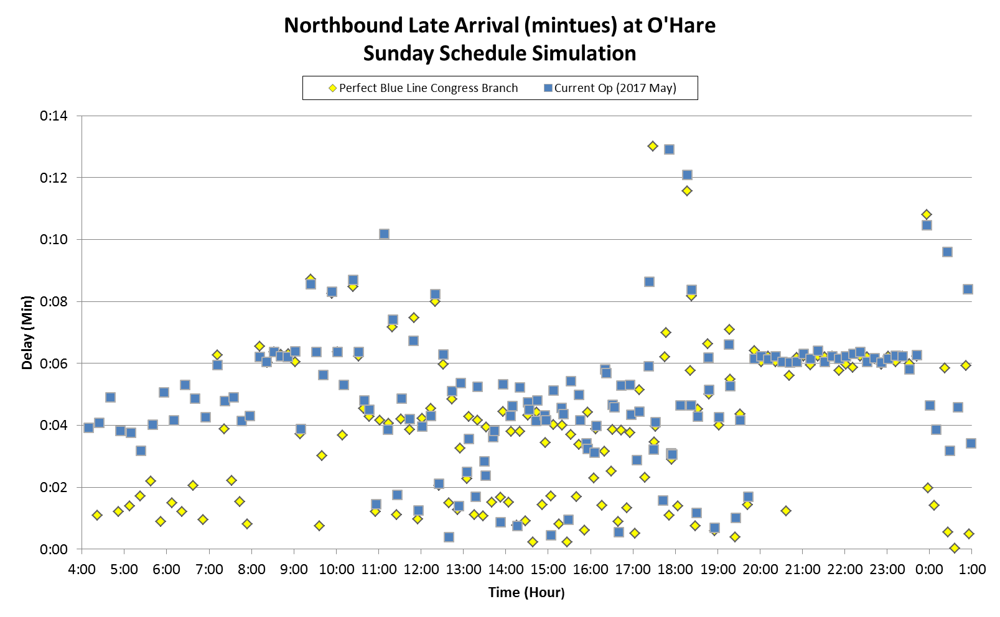 Northbound Late Arrival (mintues) at O'Hare
Sunday Schedule Simulation
Perfect Blue Line Congress Branch
Current Op (2017 May)
0:14
0:12
0:10
0:08
0:06
0:04
0:02
0:00
Delay (Min)
4:00 5:00 6:00 7:00 8:00 9:00 10:00 11:00 12:00 13:00 14:00 15:00 16:00 17:00 18:00 19:00 20:00 21:00 22:00 23:00 0:00 1:00
Time (Hour)